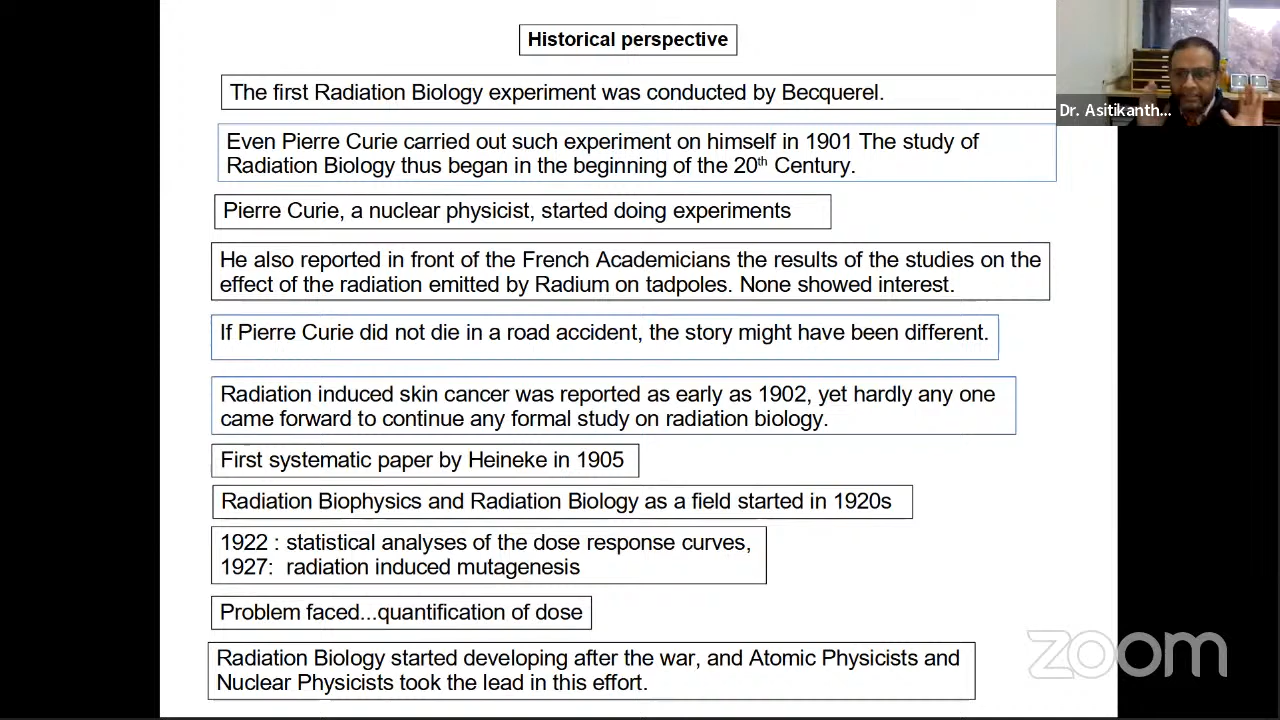 Historical perspective
The first Radiation Biology experiment was conducted by Becquerel.
Dr. Asitikanth...
Even Pierre Curie carried out such experiment on himself in 1901 The study of
Radiation Biology thus began in the beginning of the 20th Century.
Pierre Curie, a nuclear physicist, started doing experiments
He also reported in front of the French Academicians the results of the studies on the
effect of the radiation emitted by Radium on tadpoles. None showed interest.
If Pierre Curie did not die in a road accident, the story might have been different.
Radiation induced skin cancer was reported as early as 1902, yet hardly any one
came forward to continue any formal study on radiation biology.
First systematic paper by Heineke in 1905
Radiation Biophysics and Radiation Biology as a field started in 1920s
1922 : statistical analyses of the dose response curves,
1927: radiation induced mutagenesis
Problem faced...quantification of dose
Radiation Biology started developing after the war, and Atomic Physicists and
Nuclear Physicists took the lead in this effort.
zoom